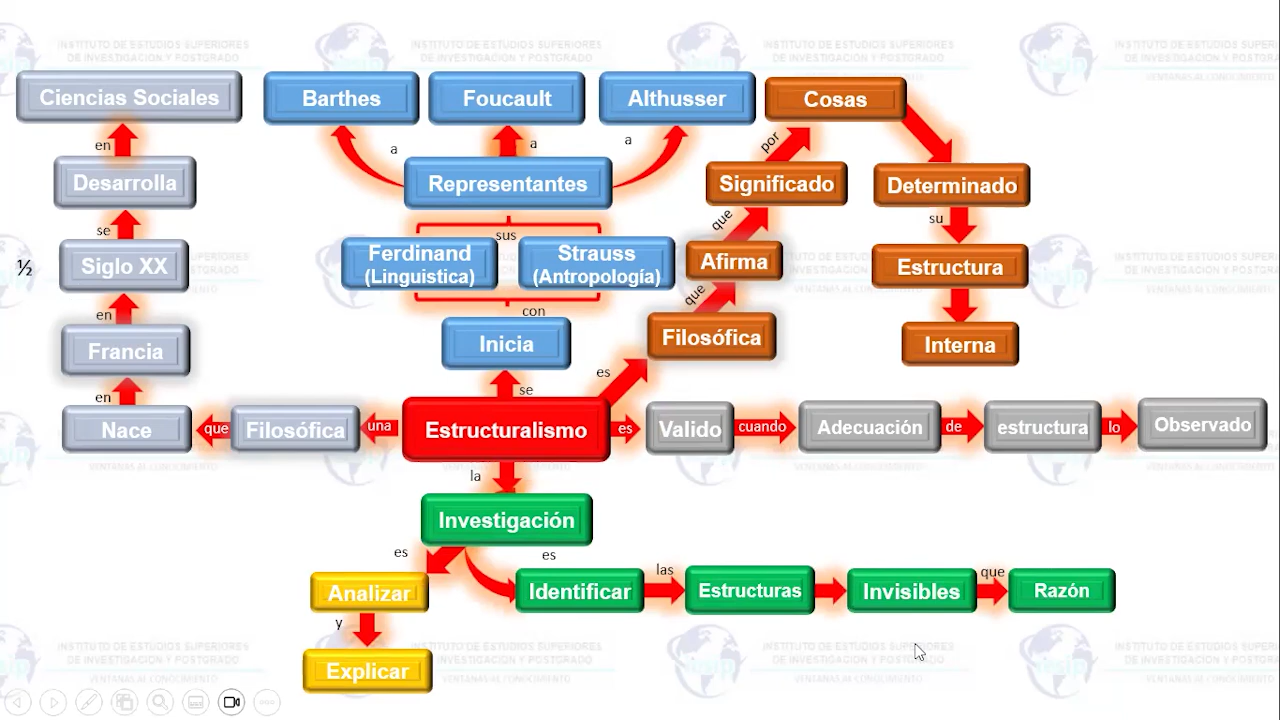 INSTITUTO DE ESTUDIOS SUPERIORES
DE INVESTIGACIÓN Y POSTGRADO
VENTANAS AL CONOCIMIENTO
Ciencias Sociales
en
Desarrolla
se
Siglo XX
½
en
Francia
en
Nace
que
Filosófica
una
Estructuralismo
Barthes
Foucault
Althusser
a
a
a
Representantes
sus
Ferdinand
(Linguistica)
Strauss
(Antropología)
con
Inicia
se
es
Filosófica
que
Afirma
que
Significado
por
Cosas
Determinado
su
Estructura
Interna
es
Valido
cuando
Adecuación
de
estructura
lo
Observado
la
Investigación
es
Analizar
y
Explicar
es
Identificar
las
Estructuras
Invisibles
que
Razón